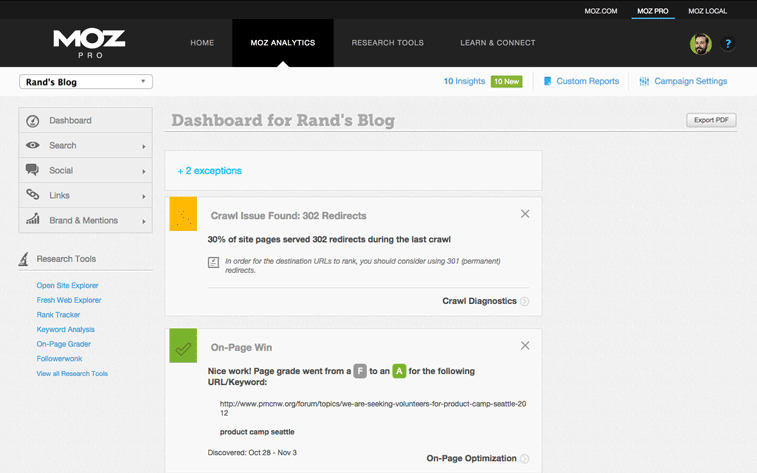 MOZ.COM MOZ PRO MOZ LOCAL
MOZ
PRO
HOME MOZ ANALYTICS RESEARCH TOOLS LEARN & CONNECT ?
Rand's Blog 10 Insights 10 New Custom Reports Campaign Settings
Dashboard
Search
Social
Links
Brand & Mentions
Research Tools
Open Site Explorer
Fresh Web Explorer
Rank Tracker
Keyword Analysis
On-Page Grader
Followerwonk
View all Research Tools
Dashboard for Rand's Blog Export PDF
+ 2 exceptions
Crawl Issue Found: 302 Redirects
30% of site pages served 302 redirects during the last crawl
In order for the destination URLs to rank, you should consider using 301 (permanent)
redirects.
Crawl Diagnostics
On-Page Win
Nice work! Page grade went from a F to an A for the following
URL/Keyword:
http://www.pmcnw.org/forum/topics/we-are-seeking-volunteers-for-product-camp-seattle-20
12
product camp seattle
Discovered: Oct 28 - Nov 3
On-Page Optimization